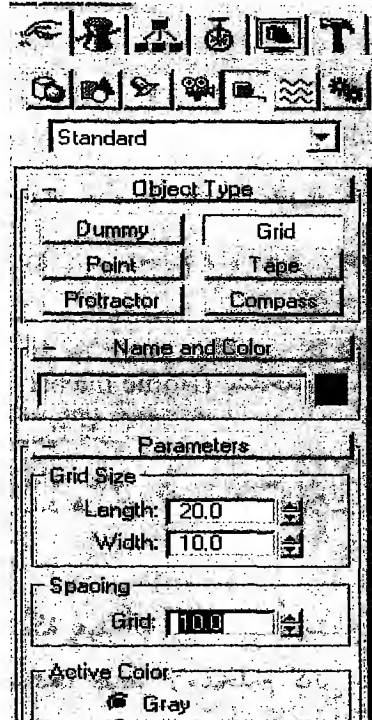 Standard
Object Type
Dummy Grid
Point Tape
Protractor Compass
Name and Color
Parameters
Grid Size
Length: 20.0
Width: 10.0
Spacing
Grid: 10.0
Active Color
Gray